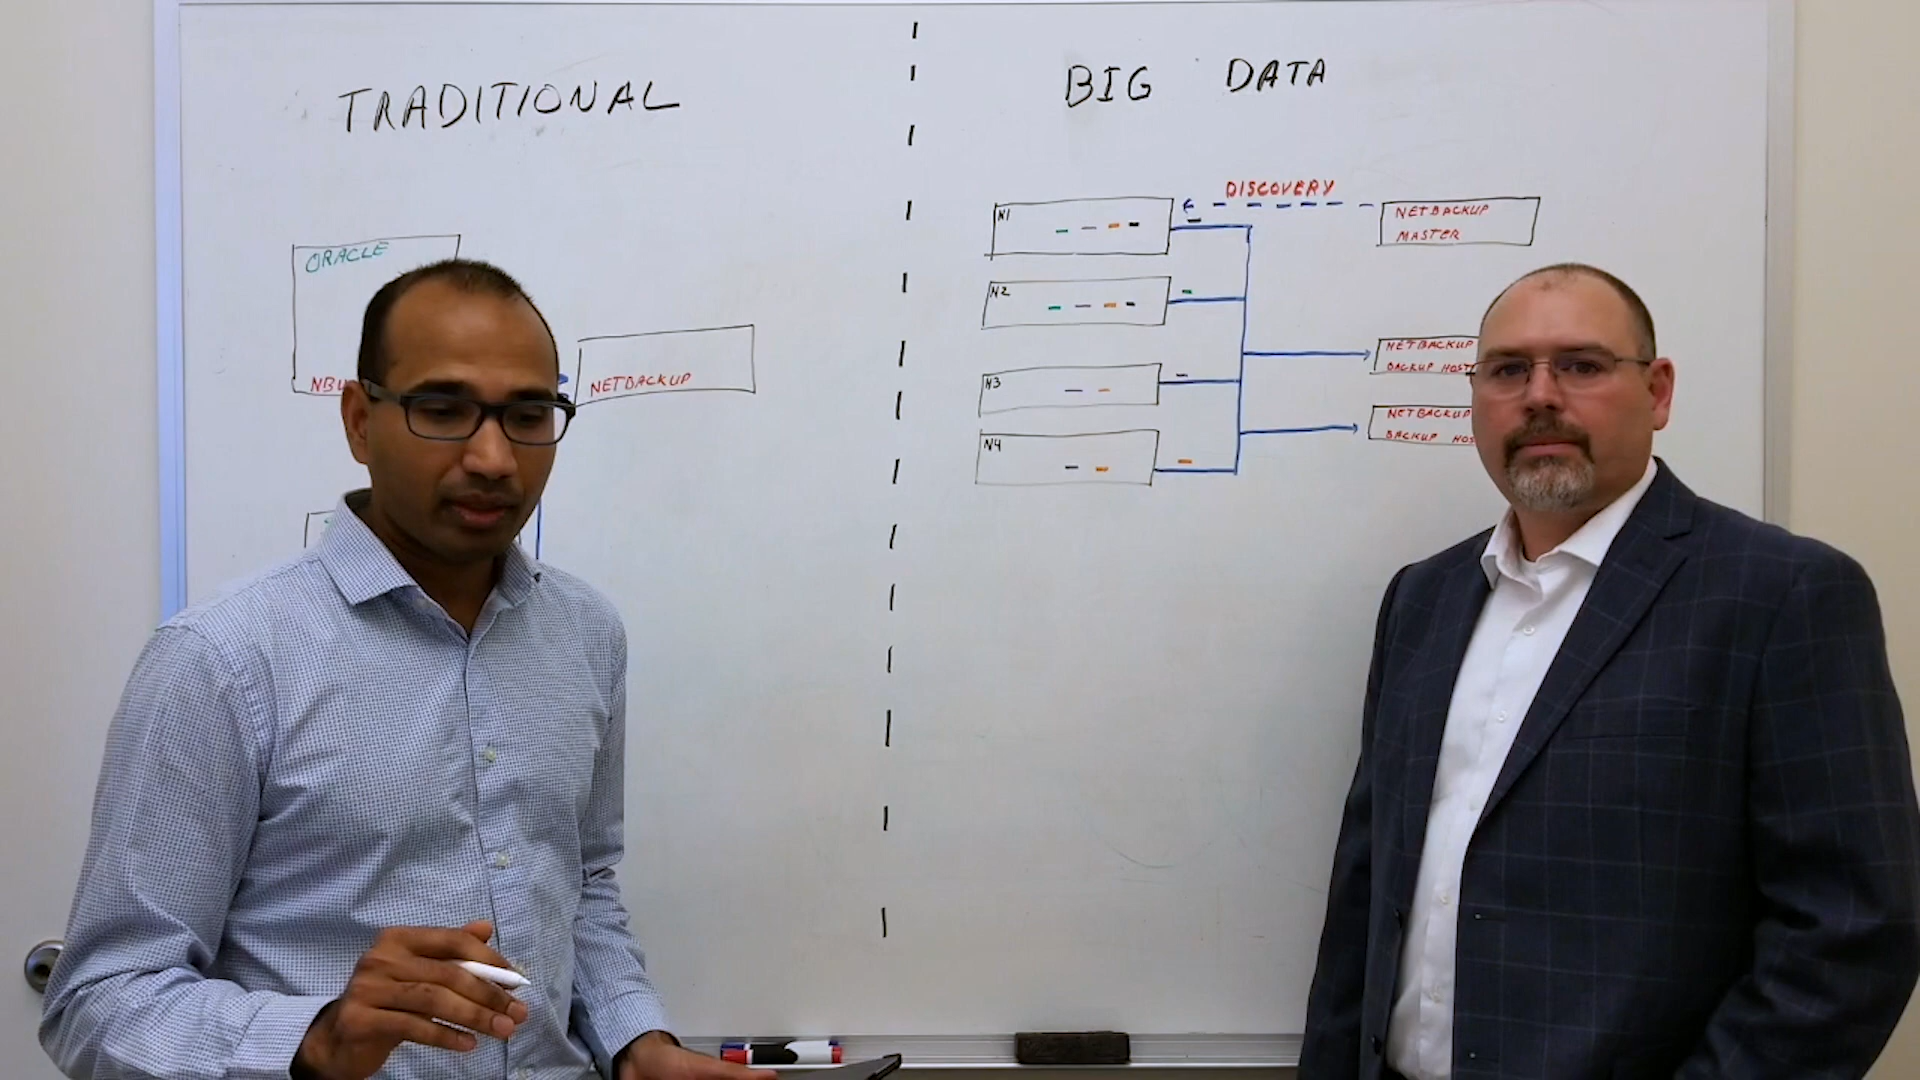 TRADITIONAL
ORACLE
NETBACKUP
BIG DATA
DISCOVERY
N1
NETBACKUP
MASTER
N2
N3
N4
NETBACKUP
BACKUP HOST
NETBACKUP
BACKUP